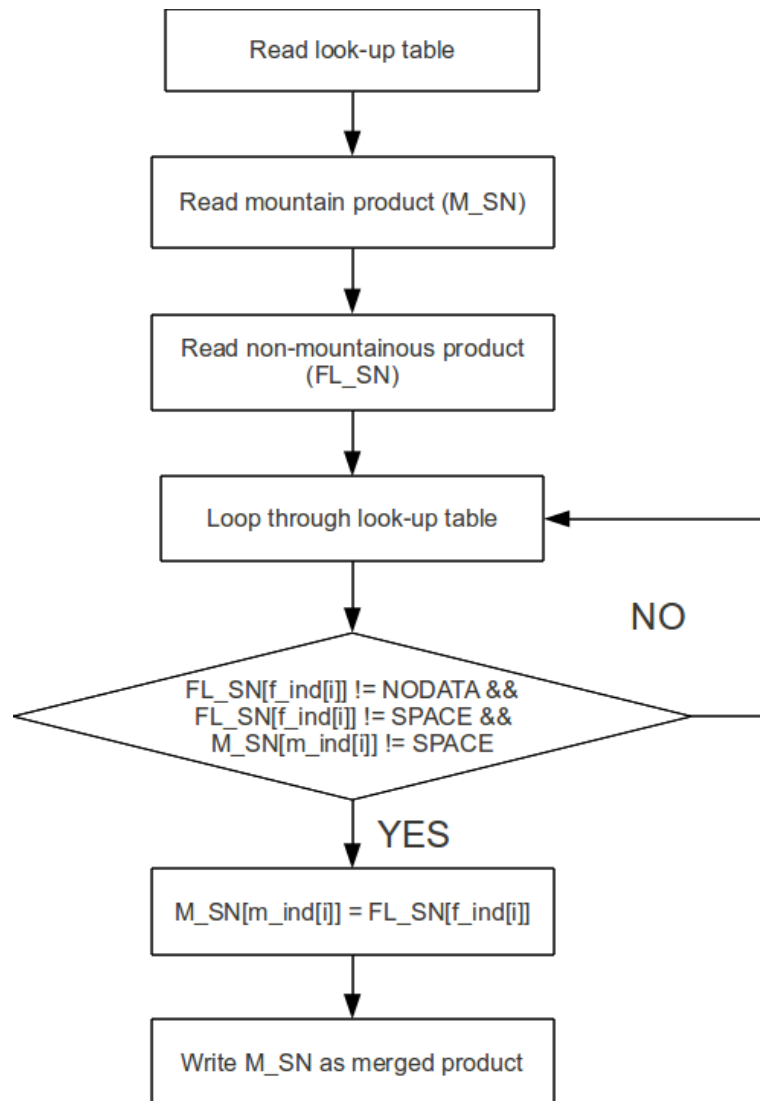 Read look-up table
Read mountain product (M_SN)
Read non-mountainous product
(FL_SN)
Loop through look-up table
NO
FL_SN[f_ind[i]] != NODATA &&
FL_SN[f_ind[i]] != SPACE &&
M_SN[m_ind[i]] != SPACE
YES
M_SN[m_ind[i]] = FL_SN[f_ind[i]]
Write M_SN as merged product